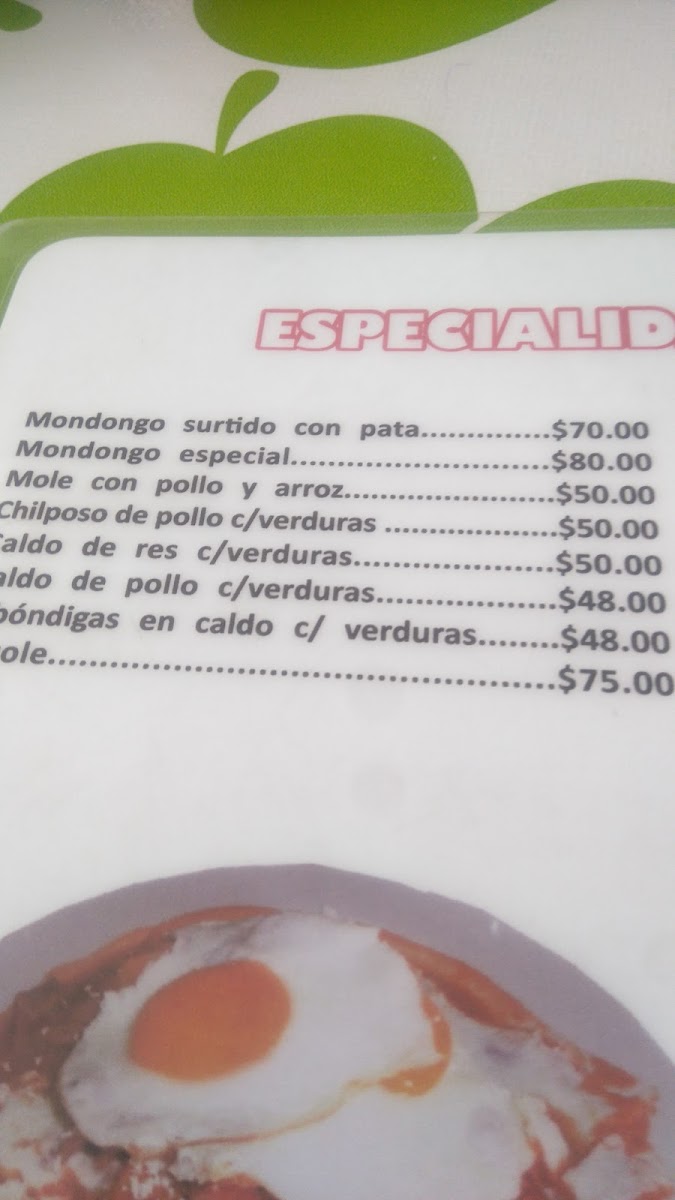 ESPECIALID
Mondongo surtido con pata..............$70.00
Mondongo especial.........................$80.00
Mole con pollo y arroz.....................$50.00
Chilposo de pollo c/verduras .................$50.00
Caldo de res c/verduras...................$50.00
aldo de pollo c/verduras.................$48.00
bóndigas en caldo c/ verduras........$48.00
ole.................................................$75.00